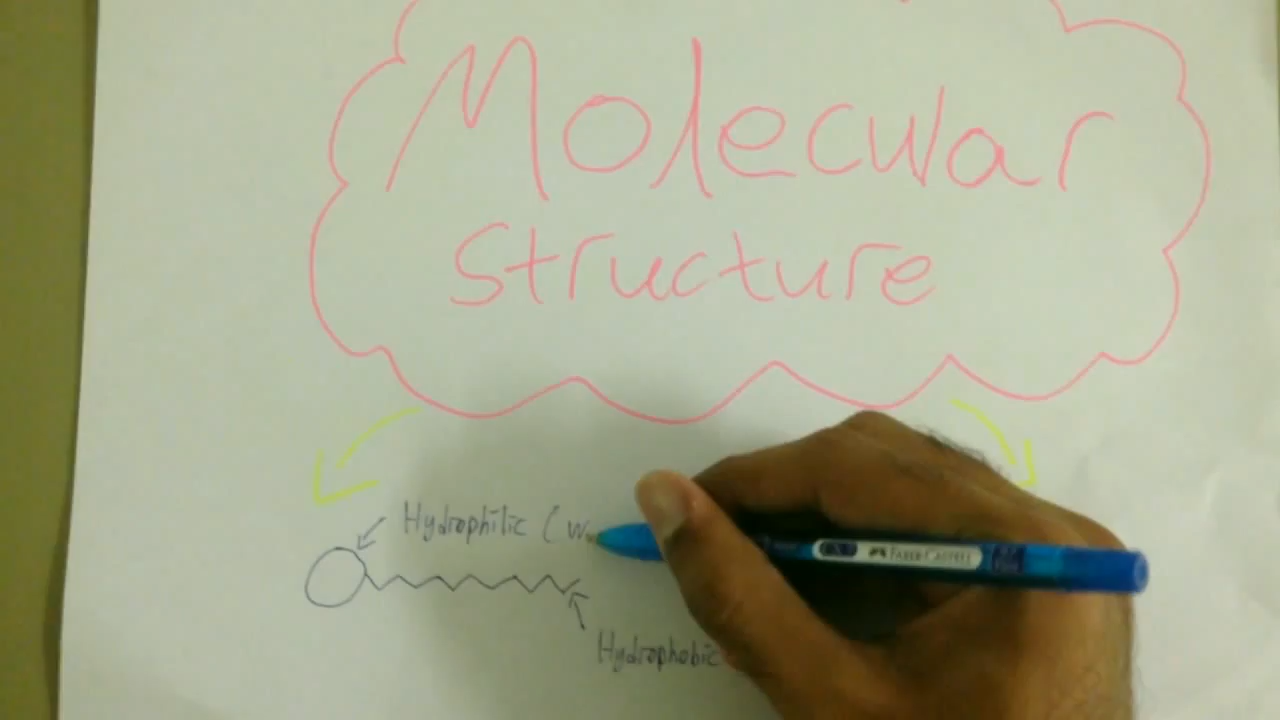 Molecular
Structure
Hydrophilic (w
FABER-CASTELL
Hydrophobic